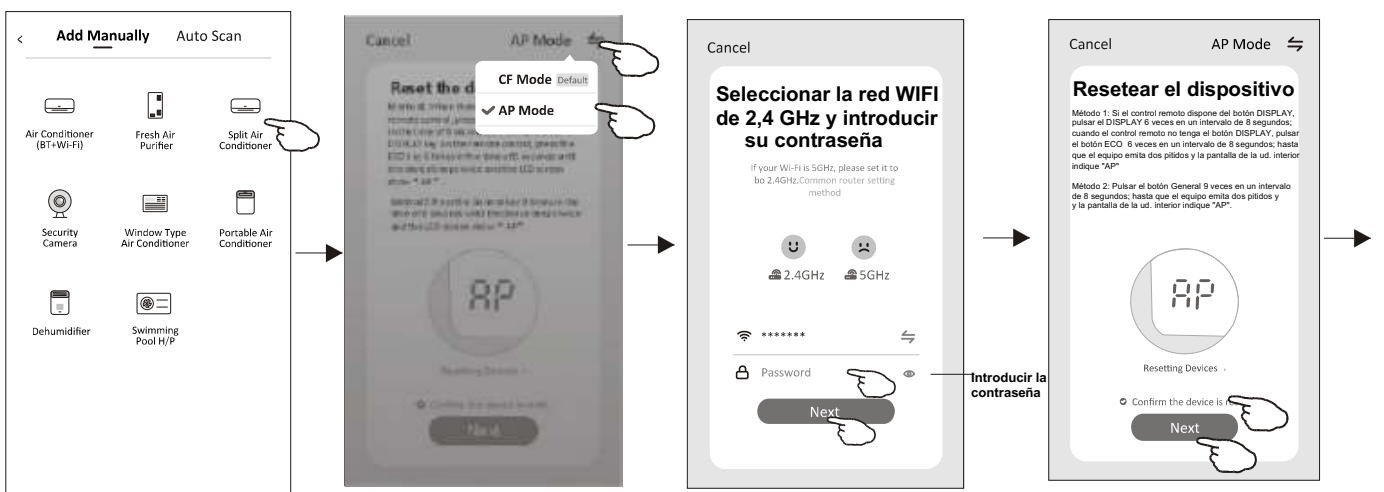 < Add Manually Auto Scan
Air Conditioner
(BT+Wi-Fi)
Fresh Air
Purifier
Split Air
Conditioner
Security
Camera
Window Type
Air Conditioner
Portable Air
Conditioner
Dehumidifier
Swimming
Pool H/P
Cancel AP Mode
CF Mode Default
AP Mode
Reset the d
AP
Resetting Devices
Next
Cancel
Seleccionar la red WIFI
de 2,4 GHz y introducir
su contraseña
If your Wi-Fi is 5GHz, please set it to
bo 2.4GHz.Common router setting
method
2.4GHz 5GHz
*******
Password
Next
Introducir la
contraseña
Cancel AP Mode
Resetear el dispositivo
Método 1: Si el control remoto dispone del botón DISPLAY,
pulsar el DISPLAY 6 veces en un intervalo de 8 segundos;
cuando el control remoto no tenga el botón DISPLAY, pulsar
el botón ECO 6 veces en un intervalo de 8 segundos; hasta
que el equipo emita dos pitidos y la pantalla de la ud. interior
indique "AP"
Método 2: Pulsar el botón General 9 veces en un intervalo
de 8 segundos; hasta que el equipo emita dos pitidos y
y la pantalla de la ud. interior indique "AP".
AP
Resetting Devices
Confirm the device is r
Next